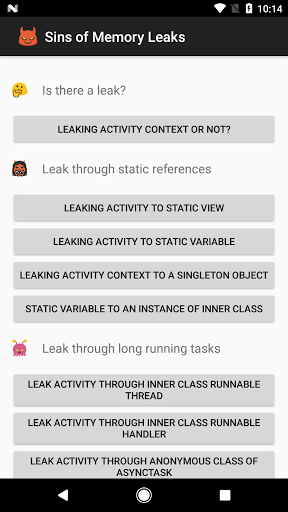 10:14
Sins of Memory Leaks
Is there a leak?
LEAKING ACTIVITY CONTEXT OR NOT?
Leak through static references
LEAKING ACTIVITY TO STATIC VIEW
LEAKING ACTIVITY TO STATIC VARIABLE
LEAKING ACTIVITY CONTEXT TO A SINGLETON OBJECT
STATIC VARIABLE TO AN INSTANCE OF INNER CLASS
Leak through long running tasks
LEAK ACTIVITY THROUGH INNER CLASS RUNNABLE
THREAD
LEAK ACTIVITY THROUGH INNER CLASS RUNNABLE
HANDLER
LEAK ACTIVITY THROUGH ANONYMOUS CLASS OF
ASYNCTASK